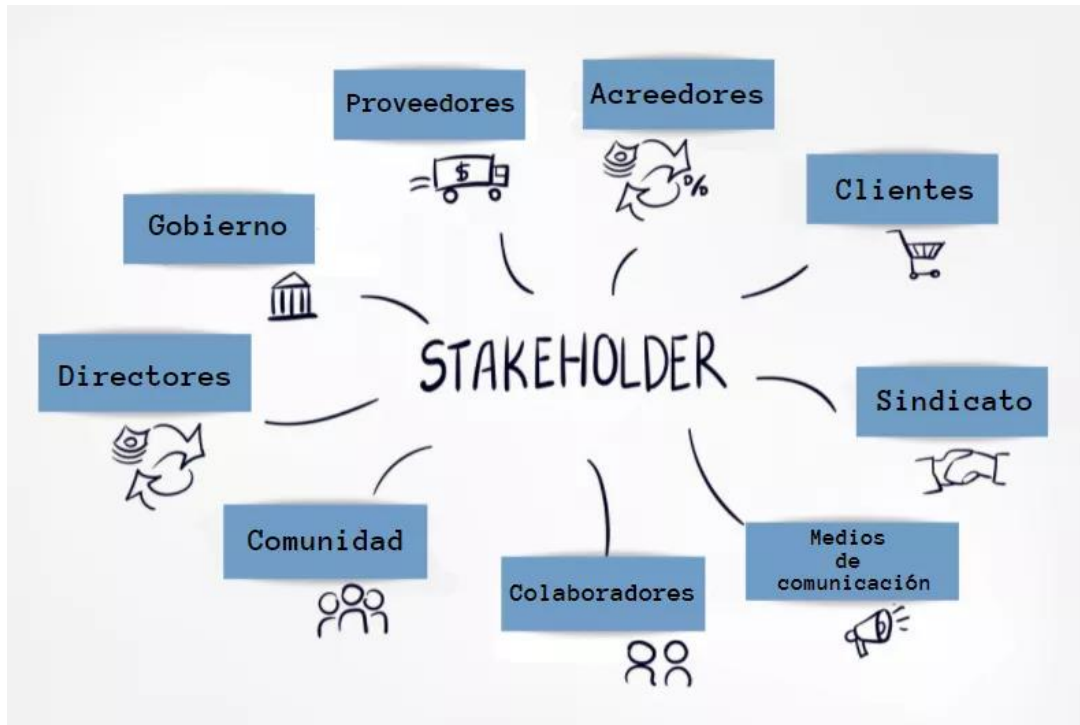 Proveedores
Acreedores
$
%
Clientes
Gobierno
STAKEHOLDER
Directores
Sindicato
Comunidad
Colaboradores
Medios
de
comunicación